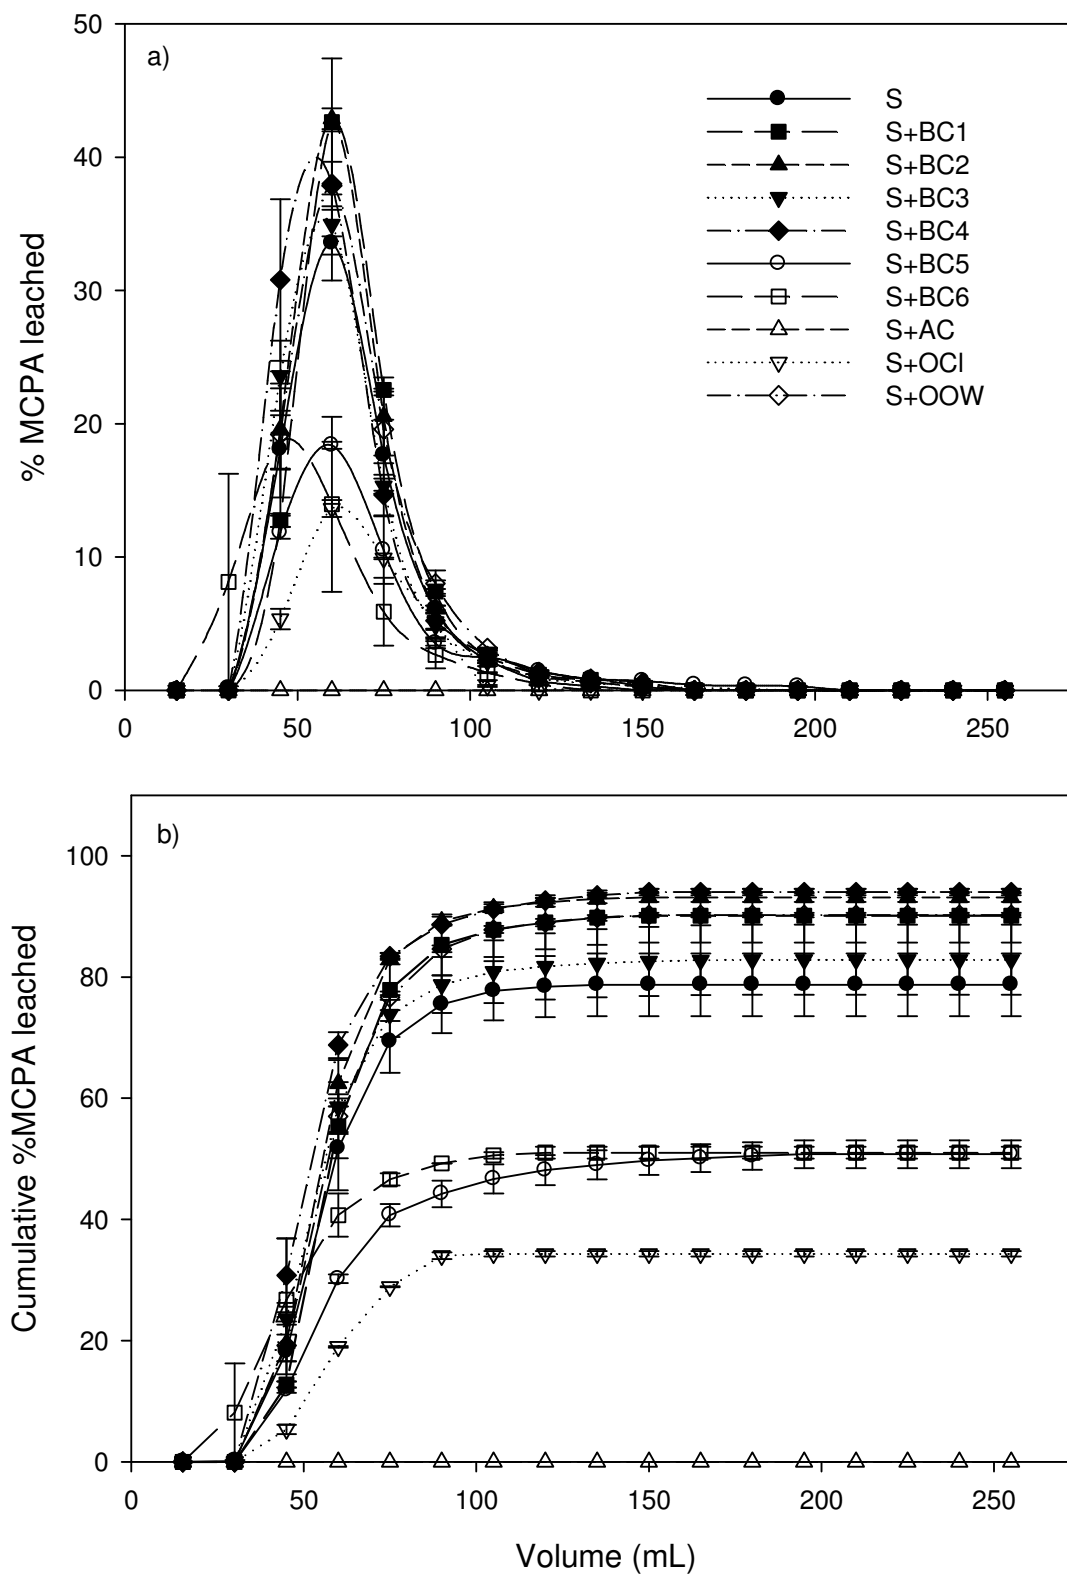 50
a)
S
S+BC1
40
S+BC2
S+BC3
S+BC4
S+BC5
30
S+BC6
S+AC
S+OCl
S+OOW
% MCPA leached
20
10
0
0 50 100 150 200 250
b)
100
80
60
40
20
0
Cumulative %MCPA leached
0 50 100 150 200 250
Volume (mL)